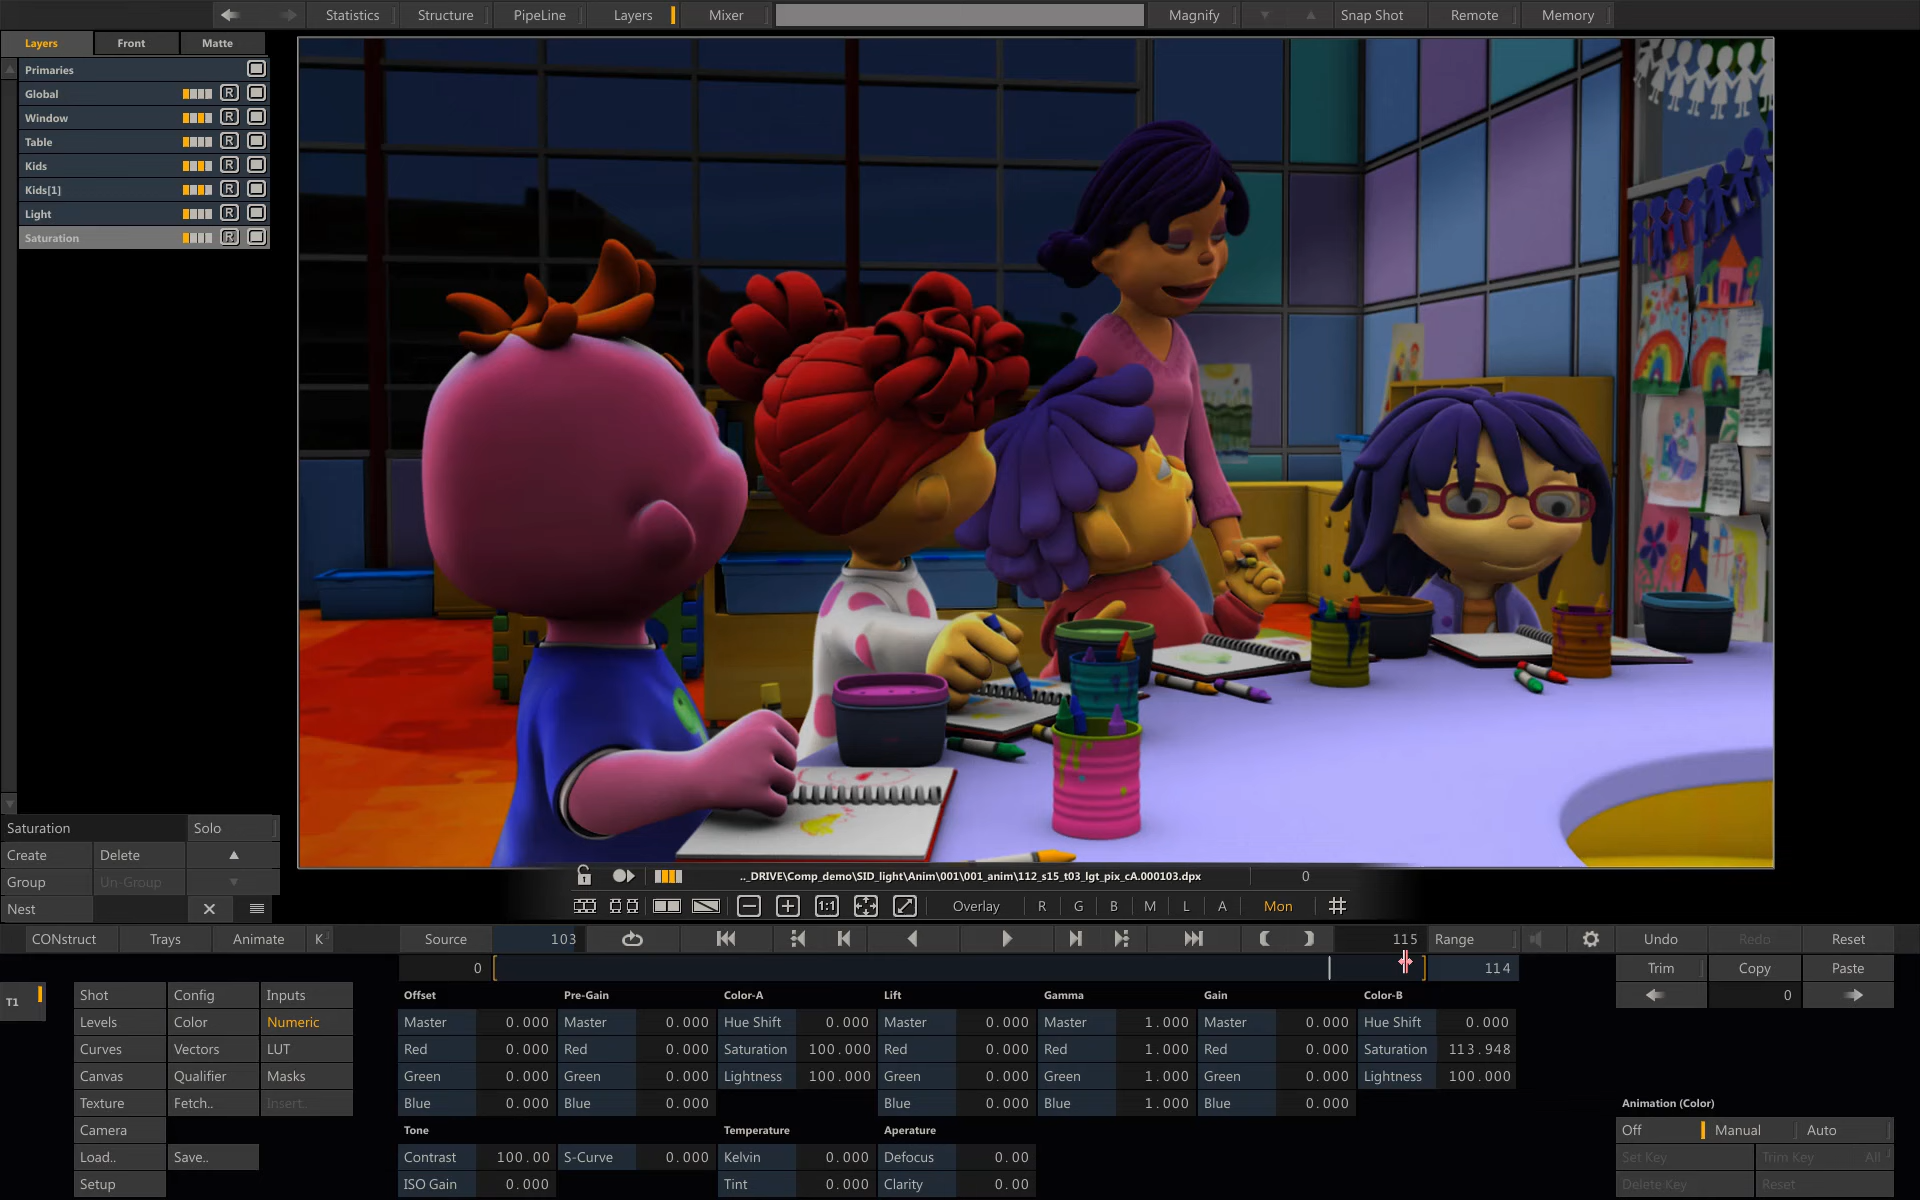 Statistics Structure PipeLine Layers Mixer Magnify Snap Shot Remote Memory
Layers Front Matte
Primaries
Global R
Window R
Table R
Kids R
Kids[1] R
Light R
Saturation R
Saturation Solo
Create Delete
Group Un-Group
Nest
.._DRIVE\Comp_demo\SID_light\Anim\001\001_anim\112_s15_t03_lgt_pix_cA.000103.dpx 0
1:1 Overlay R G B M L A Mon
CONstruct Trays Animate K Source 103 115 Range Undo Redo Reset
0 114 Trim Copy Paste
0
T1
Shot Config Inputs
Levels Color Numeric
Curves Vectors LUT
Canvas Qualifier Masks
Texture Fetch.. Insert..
Camera
Load.. Save..
Setup
Offset Pre-Gain Color-A Lift Gamma Gain Color-B
Master 0.000 Master 0.000 Hue Shift 0.000 Master 0.000 Master 1.000 Master 0.000 Hue Shift 0.000
Red 0.000 Red 0.000 Saturation 100.000 Red 0.000 Red 1.000 Red 0.000 Saturation 113.948
Green 0.000 Green 0.000 Lightness 100.000 Green 0.000 Green 1.000 Green 0.000 Lightness 100.000
Blue 0.000 Blue 0.000 Blue 0.000 Blue 1.000 Blue 0.000
Tone Temperature Aperature
Contrast 100.00 S-Curve 0.000 Kelvin 0.000 Defocus 0.00
ISO Gain 0.000 Tint 0.000 Clarity 0.00
Animation (Color)
Off Manual Auto
Set Key Trim Key All
Delete Key Reset